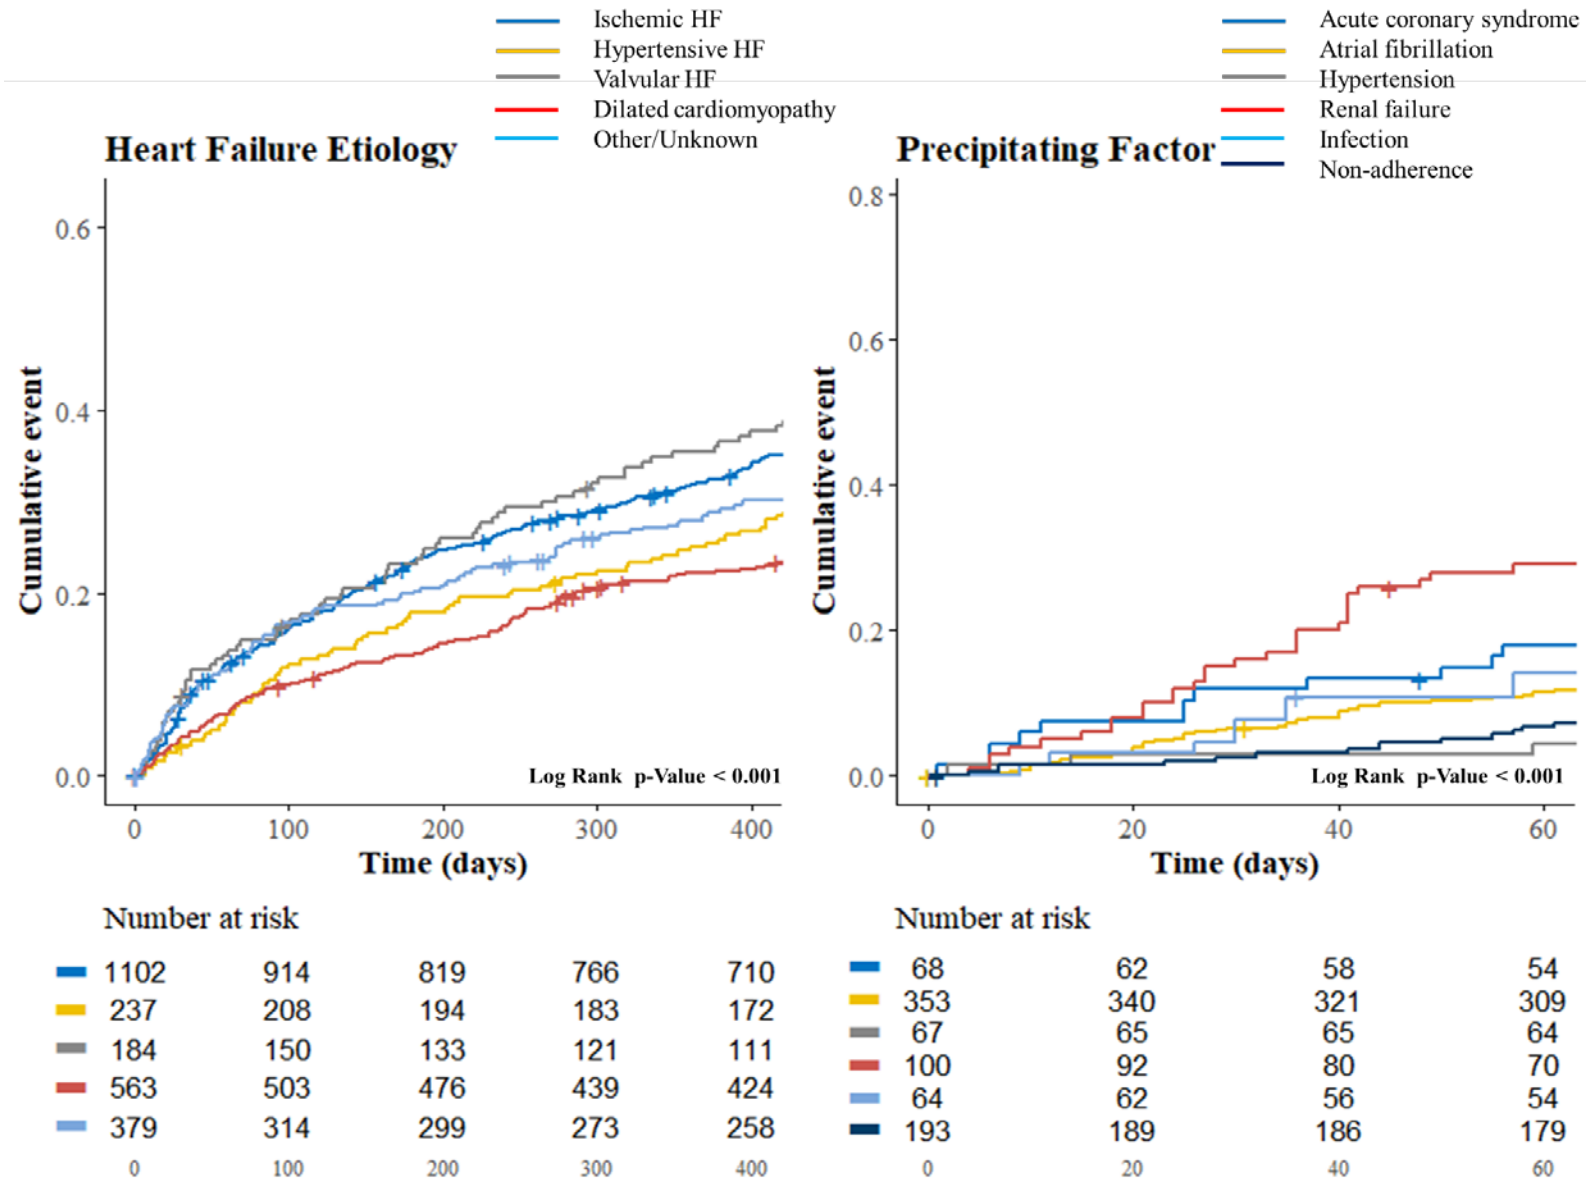 Ischemic HF
Hypertensive HF
Valvular HF
Dilated cardiomyopathy
Other/Unknown
Heart Failure Etiology
0.6
0.4
0.2
0.0
Cumulative event
Log Rank p-Value < 0.001
0 100 200 300 400
Time (days)
Number at risk
1102 914 819 766 710
237 208 194 183 172
184 150 133 121 111
563 503 476 439 424
379 314 299 273 258
0 100 200 300 400
Acute coronary syndrome
Atrial fibrillation
Hypertension
Renal failure
Infection
Non-adherence
Precipitating Factor
0.8
0.6
0.4
0.2
0.0
Cumulative event
Log Rank p-Value < 0.001
0 20 40 60
Time (days)
Number at risk
68 62 58 54
353 340 321 309
67 65 65 64
100 92 80 70
64 62 56 54
193 189 186 179
0 20 40 60